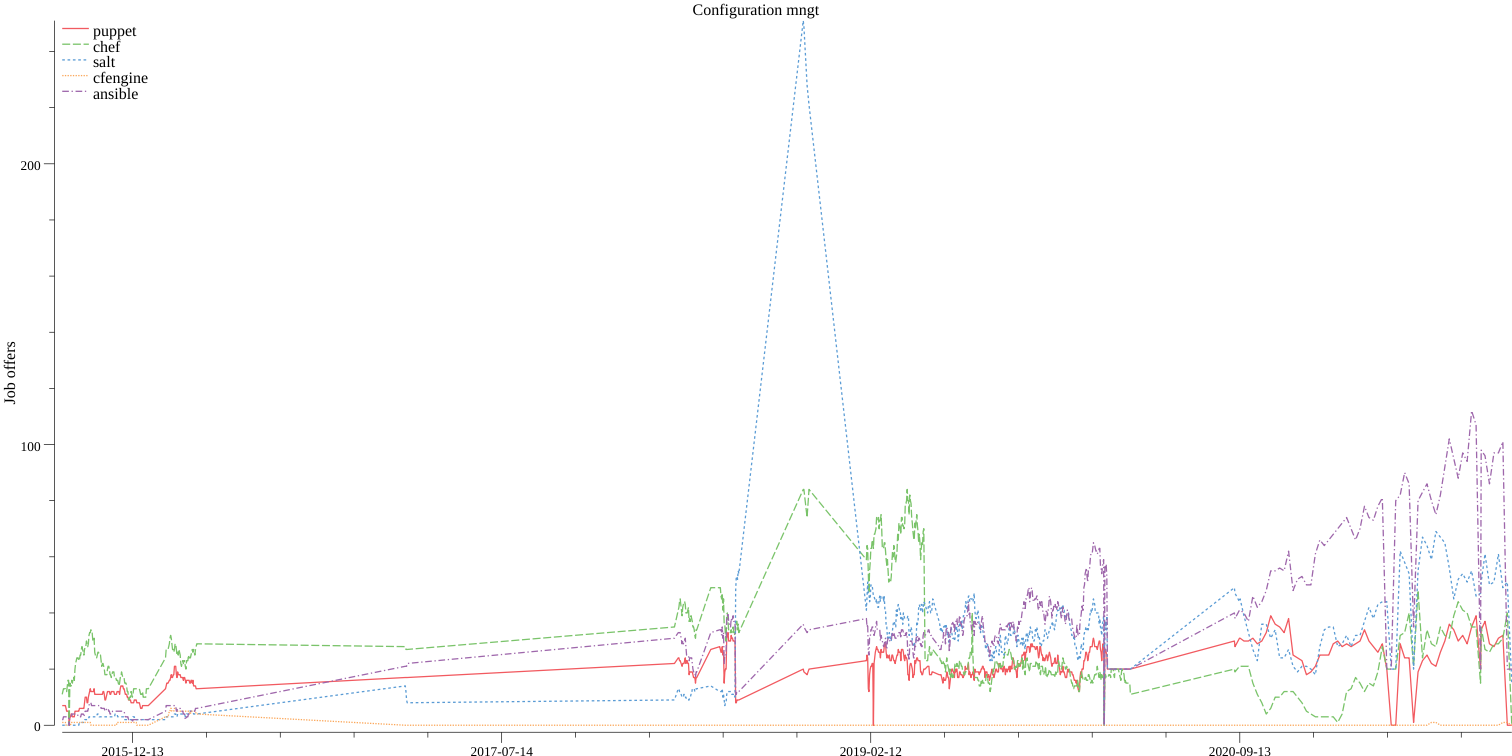 Configuration mngt
puppet
chef
salt
cfengine
ansible
200
100
0
Job offers
2015-12-13
2017-07-14
2019-02-12
2020-09-13